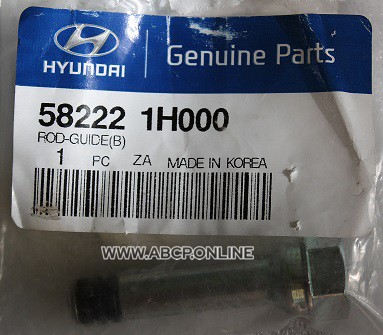 HYUNDAI
Genuine Parts
58222 1H000
ROD-GUIDE(B)
1 PC ZA MADE IN KOREA
WWW.ABCP.ONLINE